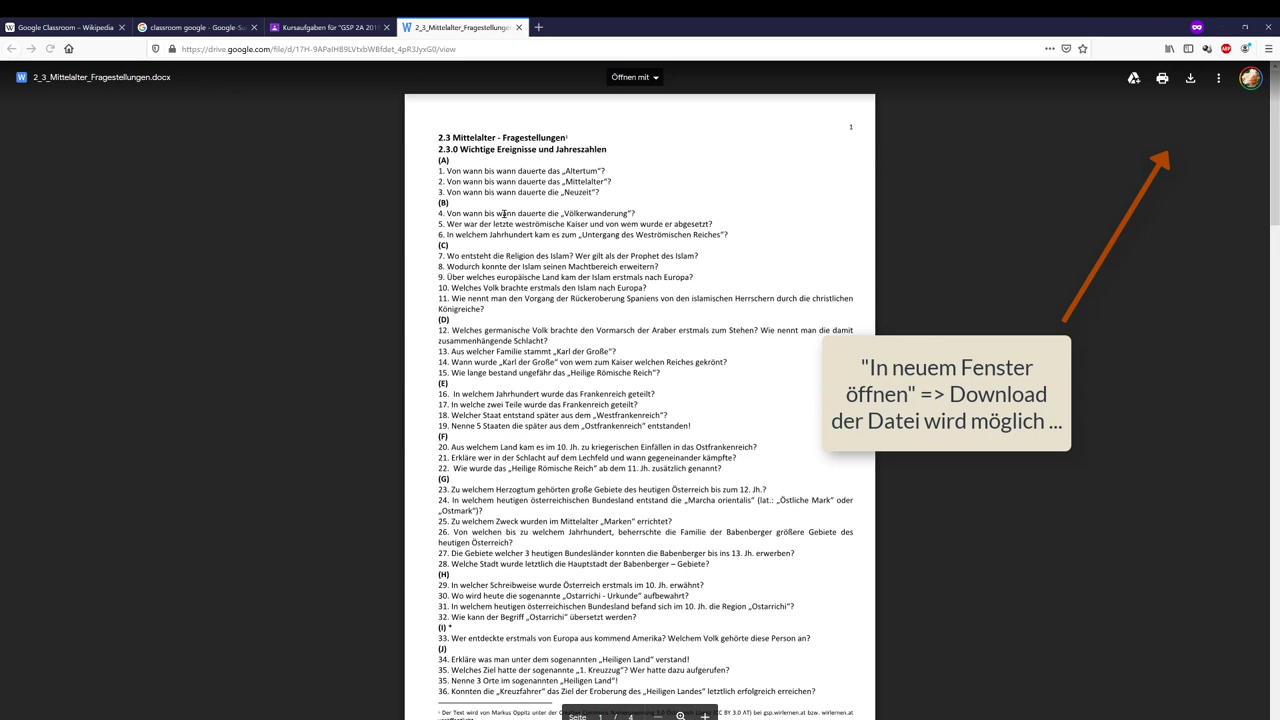 Google Classroom – Wikipedia
classroom google - Google-Su
Kursaufgaben für "GSP 2A 201
2_3_Mittelalter_Fragestellungen
https://drive.google.com/file/d/17H-9APaIHB9LVtxbWBfdet_4pR3JyxG0/view
2_3_Mittelalter_Fragestellungen.docx
Öffnen mit
1
2.3 Mittelalter - Fragestellungen¹
2.3.0 Wichtige Ereignisse und Jahreszahlen
(A)
1. Von wann bis wann dauerte das „Altertum“?
2. Von wann bis wann dauerte das „Mittelalter“?
3. Von wann bis wann dauerte die „Neuzeit“?
(B)
4. Von wann bis wann dauerte die „Völkerwanderung“?
5. Wer war der letzte weströmische Kaiser und von wem wurde er abgesetzt?
6. In welchem Jahrhundert kam es zum „Untergang des Weströmischen Reiches“?
(C)
7. Wo entsteht die Religion des Islam? Wer gilt als der Prophet des Islam?
8. Wodurch konnte der Islam seinen Machtbereich erweitern?
9. Über welches europäische Land kam der Islam erstmals nach Europa?
10. Welches Volk brachte erstmals den Islam nach Europa?
11. Wie nennt man den Vorgang der Rückeroberung Spaniens von den islamischen Herrschern durch die christlichen
Königreiche?
(D)
12. Welches germanische Volk brachte den Vormarsch der Araber erstmals zum Stehen? Wie nennt man die damit
zusammenhängende Schlacht?
13. Aus welcher Familie stammt „Karl der Große“?
14. Wann wurde „Karl der Große“ von wem zum Kaiser welchen Reiches gekrönt?
15. Wie lange bestand ungefähr das „Heilige Römische Reich“?
(E)
16. In welchem Jahrhundert wurde das Frankenreich geteilt?
17. In welche zwei Teile wurde das Frankenreich geteilt?
18. Welcher Staat entstand später aus dem „Westfrankenreich“?
19. Nenne 5 Staaten die später aus dem „Ostfrankenreich“ entstanden!
(F)
20. Aus welchem Land kam es im 10. Jh. zu kriegerischen Einfällen in das Ostfrankenreich?
21. Erkläre wer in der Schlacht auf dem Lechfeld und wann gegeneinander kämpfte?
22. Wie wurde das „Heilige Römische Reich“ ab dem 11. Jh. zusätzlich genannt?
(G)
23. Zu welchem Herzogtum gehörten große Gebiete des heutigen Österreich bis zum 12. Jh.?
24. In welchem heutigen österreichischen Bundesland entstand die „Marcha orientalis“ (lat.: „Östliche Mark“ oder
„Ostmark“)?
25. Zu welchem Zweck wurden im Mittelalter „Marken“ errichtet?
26. Von welchen bis zu welchem Jahrhundert, beherrschte die Familie der Babenberger größere Gebiete des
heutigen Österreich?
27. Die Gebiete welcher 3 heutigen Bundesländer konnten die Babenberger bis ins 13. Jh. erwerben?
28. Welche Stadt wurde letztlich die Hauptstadt der Babenberger – Gebiete?
(H)
29. In welcher Schreibweise wurde Österreich erstmals im 10. Jh. erwähnt?
30. Wo wird heute die sogenannte „Ostarrichi - Urkunde“ aufbewahrt?
31. In welchem heutigen österreichischen Bundesland befand sich im 10. Jh. die Region „Ostarrichi“?
32. Wie kann der Begriff „Ostarrichi“ übersetzt werden?
(I) *
33. Wer entdeckte erstmals von Europa aus kommend Amerika? Welchem Volk gehörte diese Person an?
(J)
34. Erkläre was man unter dem sogenannten „Heiligen Land“ verstand!
35. Welches Ziel hatte der sogenannte „1. Kreuzzug“? Wer hatte dazu aufgerufen?
35. Nenne 3 Orte im sogenannten „Heiligen Land“!
36. Konnten die „Kreuzfahrer“ das Ziel der Eroberung des „Heiligen Landes“ letztlich erfolgreich erreichen?
¹ Der Text wird von Markus Oppitz unter der CC BY 3.0 AT) bei gsp.wirlernen.at bzw. wirlernen.at
Seite 1 / 4
"In neuem Fenster
öffnen" => Download
der Datei wird möglich ...
ABP